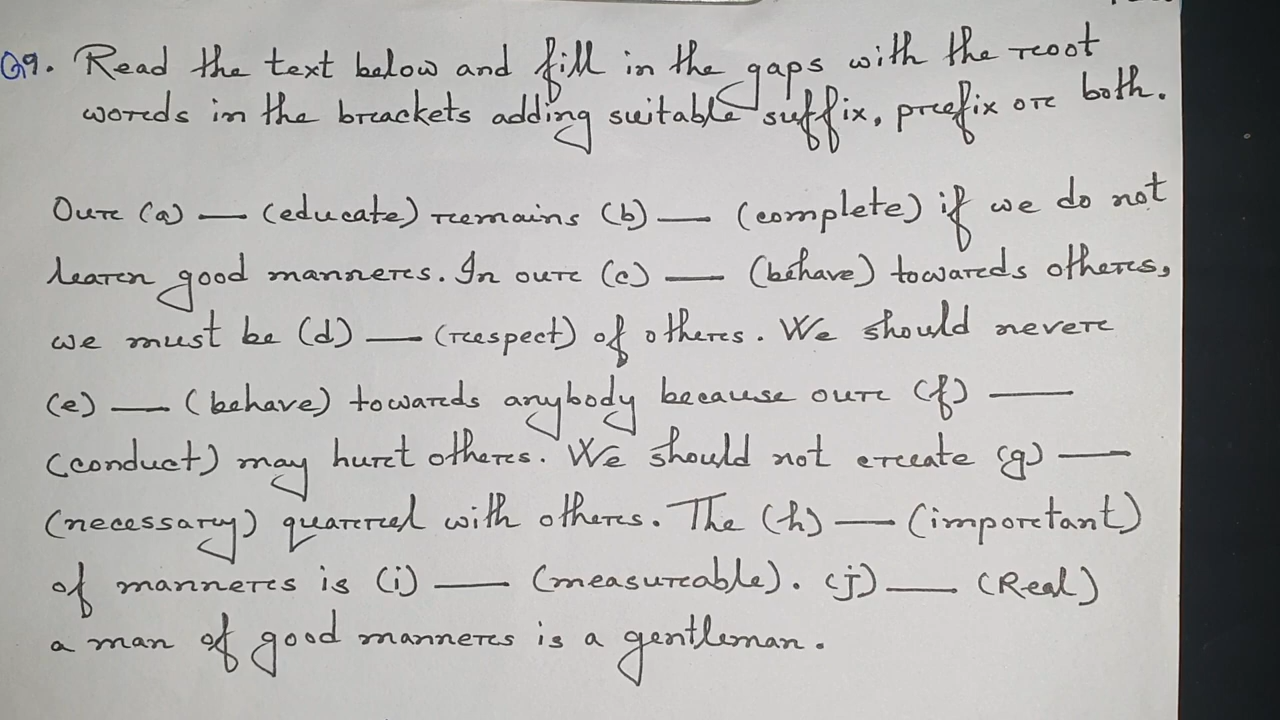 Q9. Read the text below and fill in the gaps with the root
words in the brackets adding suitable suffix, prefix or both.
Our (a) — (educate) remains (b) — (complete) if we do not
learn good manners. In our (c) — (behave) towards others,
we must be (d) — (respect) of others. We should never
(e) — (behave) towards anybody because our (f) —
(conduct) may hurt others. We should not create (g) —
(necessary) quarrel with others. The (h) — (important)
of manners is (i) — (measureable). (j) — (Real)
a man of good manners is a gentleman.